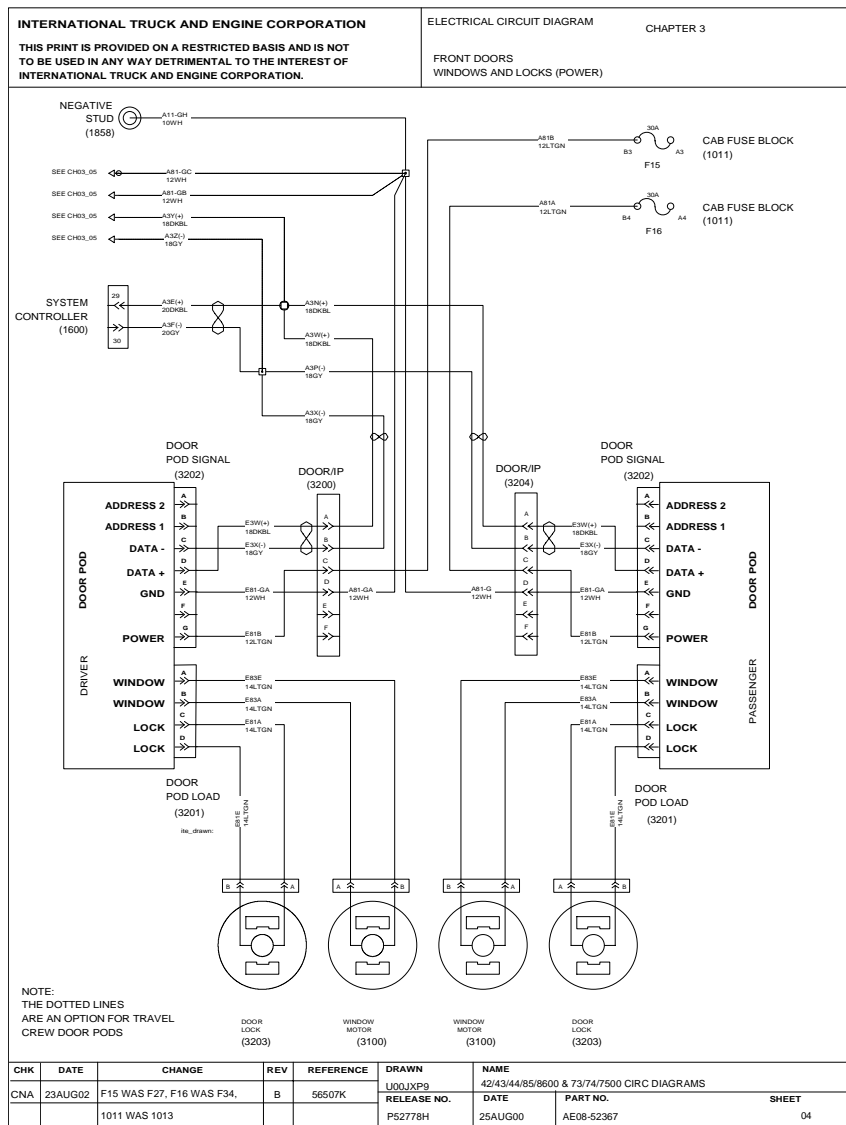 INTERNATIONAL TRUCK AND ENGINE CORPORATION
THIS PRINT IS PROVIDED ON A RESTRICTED BASIS AND IS NOT
TO BE USED IN ANY WAY DETRIMENTAL TO THE INTEREST OF
INTERNATIONAL TRUCK AND ENGINE CORPORATION.
ELECTRICAL CIRCUIT DIAGRAM
CHAPTER 3
FRONT DOORS
WINDOWS AND LOCKS (POWER)
NEGATIVE
STUD
(1858)
A11-GH
10WH
SEE CH03_05
A81-GC
12WH
SEE CH03_05
A81-GB
12WH
SEE CH03_05
A3Y(+)
18DKBL
SEE CH03_05
A3Z(-)
18GY
A81B
12LTGN
30A
B3
A3
F15
CAB FUSE BLOCK
(1011)
A81A
12LTGN
30A
B4
A4
F16
CAB FUSE BLOCK
(1011)
SYSTEM
CONTROLLER
(1600)
29
30
A3E(+)
20DKBL
A3F(-)
20GY
A3N(+)
18DKBL
A3W(+)
18DKBL
A3P(-)
18GY
A3X(-)
18GY
DOOR
POD SIGNAL
(3202)
DOOR/IP
(3200)
DOOR/IP
(3204)
DOOR
POD SIGNAL
(3202)
DOOR POD
DRIVER
ADDRESS 2
ADDRESS 1
DATA -
DATA +
GND
POWER
WINDOW
WINDOW
LOCK
LOCK
A
B
C
D
E
F
G
A
B
C
D
E3W(+)
18DKBL
E3X(-)
18GY
E81-GA
12WH
E81B
12LTGN
A
B
C
D
E
F
A81-GA
12WH
A81-G
12WH
A
B
C
D
E
F
E3W(+)
18DKBL
E3X(-)
18GY
E81-GA
12WH
E81B
12LTGN
A
B
C
D
E
F
G
A
B
C
D
ADDRESS 2
ADDRESS 1
DATA -
DATA +
GND
POWER
WINDOW
WINDOW
LOCK
LOCK
DOOR POD
PASSENGER
E83E
14LTGN
E83A
14LTGN
E81A
14LTGN
E83E
14LTGN
E83A
14LTGN
E81A
14LTGN
DOOR
POD LOAD
(3201)
ite_drawn:
E81E
14LTGN
E81E
14LTGN
DOOR
POD LOAD
(3201)
B A
A B
B A
A B
NOTE:
THE DOTTED LINES
ARE AN OPTION FOR TRAVEL
CREW DOOR PODS
DOOR
LOCK
(3203)
WINDOW
MOTOR
(3100)
WINDOW
MOTOR
(3100)
DOOR
LOCK
(3203)
CHK DATE CHANGE REV REFERENCE
CNA 23AUG02 F15 WAS F27, F16 WAS F34, B 56507K
1011 WAS 1013
DRAWN
U00JXP9
NAME
42/43/44/85/8600 & 73/74/7500 CIRC DIAGRAMS
RELEASE NO. DATE PART NO. SHEET
P52778H 25AUG00 AE08-52367 04